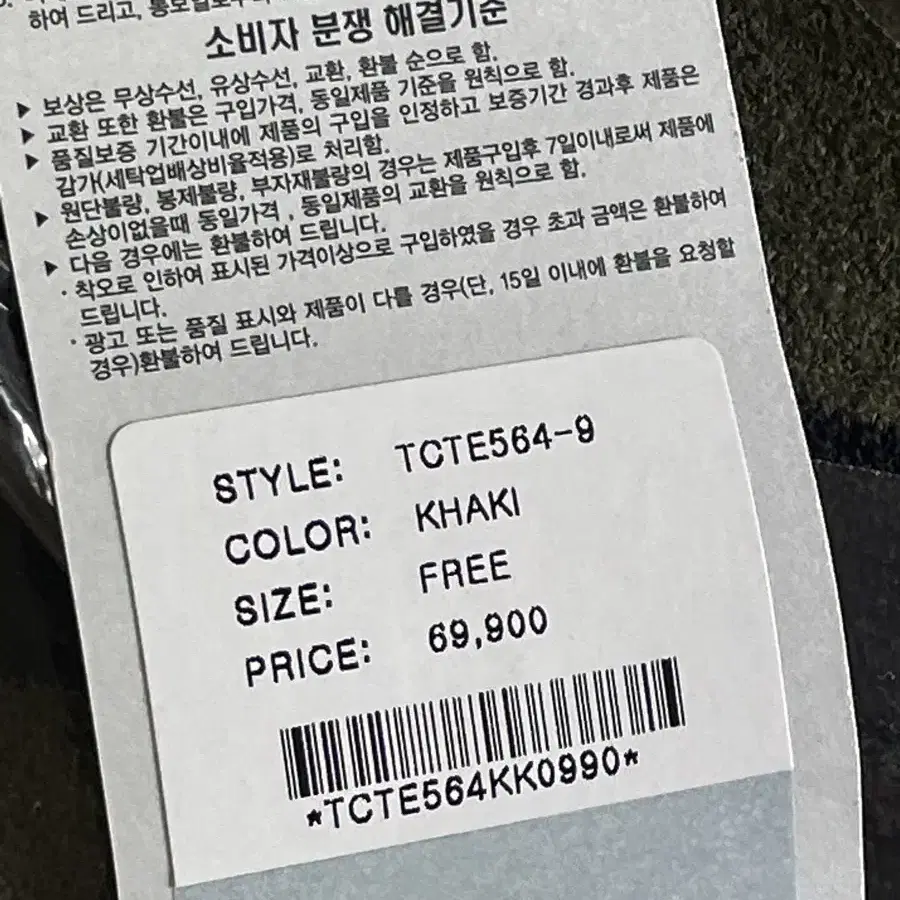 하여 드리고,
소비자 분쟁 해결기준
▶ 보상은 무상수선, 유상수선, 교환, 환불 순으로 함.
▶ 교환 또한 환불은 구입가격, 동일제품 기준을 원칙으로 함.
▶ 품질보증 기간이내에 제품의 구입을 인정하고 보증기간 경과후 제품은
감가(세탁업배상비율적용)로 처리함.
▶ 원단불량, 봉제불량, 부자재불량의 경우는 제품구입후 7일이내로써 제품에
손상이없을때 동일가격 , 동일제품의 교환을 원칙으로 함.
▶ 다음 경우에는 환불하여 드립니다.
· 착오로 인하여 표시된 가격이상으로 구입하였을 경우 초과 금액은 환불하여
드립니다.
· 광고 또는 품질 표시와 제품이 다를 경우(단, 15일 이내에 환불을 요청할
경우)환불하여 드립니다.
STYLE: TCTE564-9
COLOR: KHAKI
SIZE: FREE
PRICE: 69,900
*TCTE564KK0990*